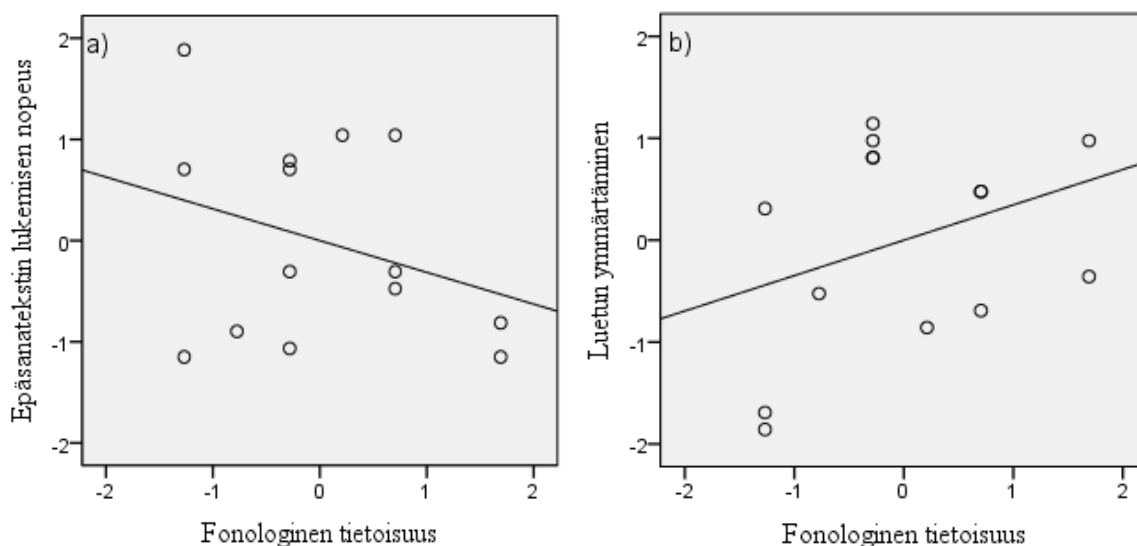 a)
Epäsanatekstin lukemisen nopeus
2
1
0
-1
-2
-2 -1 0 1 2
Fonologinen tietoisuus
b)
Luetun ymmärtäminen
2
1
0
-1
-2
-2 -1 0 1 2
Fonologinen tietoisuus